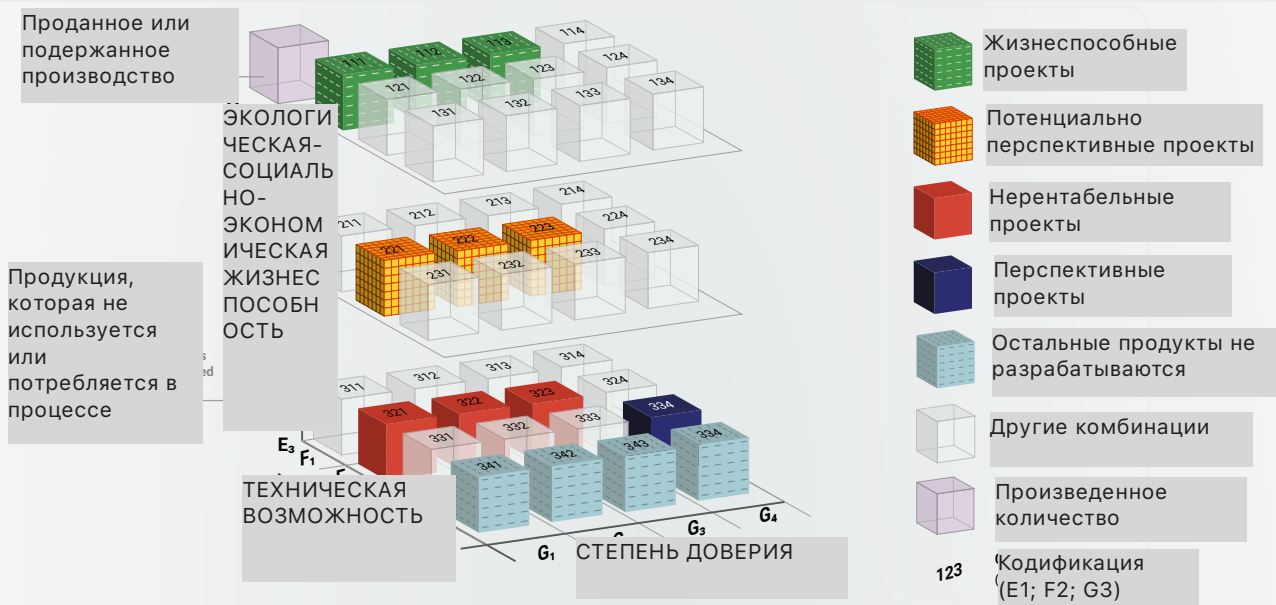 Проданное или
подержанное
производство
ЭКОЛОГИ
ЧЕСКАЯ-
СОЦИАЛЬ
НО-
ЭКОНОМ
ИЧЕСКАЯ
ЖИЗНЕС
ПОСОБН
ОСТЬ
Продукция,
которая не
используется
или
потребляется в
процессе
s
ed
111
112
113
114
121
122
123
124
131
132
133
134
211
212
213
214
221
222
223
224
231
232
233
234
311
312
313
314
321
322
323
324
331
332
333
334
341
342
343
334
E3
F1
ТЕХНИЧЕСКАЯ
ВОЗМОЖНОСТЬ
G1
G3
G4
СТЕПЕНЬ ДОВЕРИЯ
Жизнеспособные
проекты
Потенциально
перспективные проекты
Нерентабельные
проекты
Перспективные
проекты
Остальные продукты не
разрабатываются
Другие комбинации
Произведенное
количество
123
Кодификация
(E1; F2; G3)